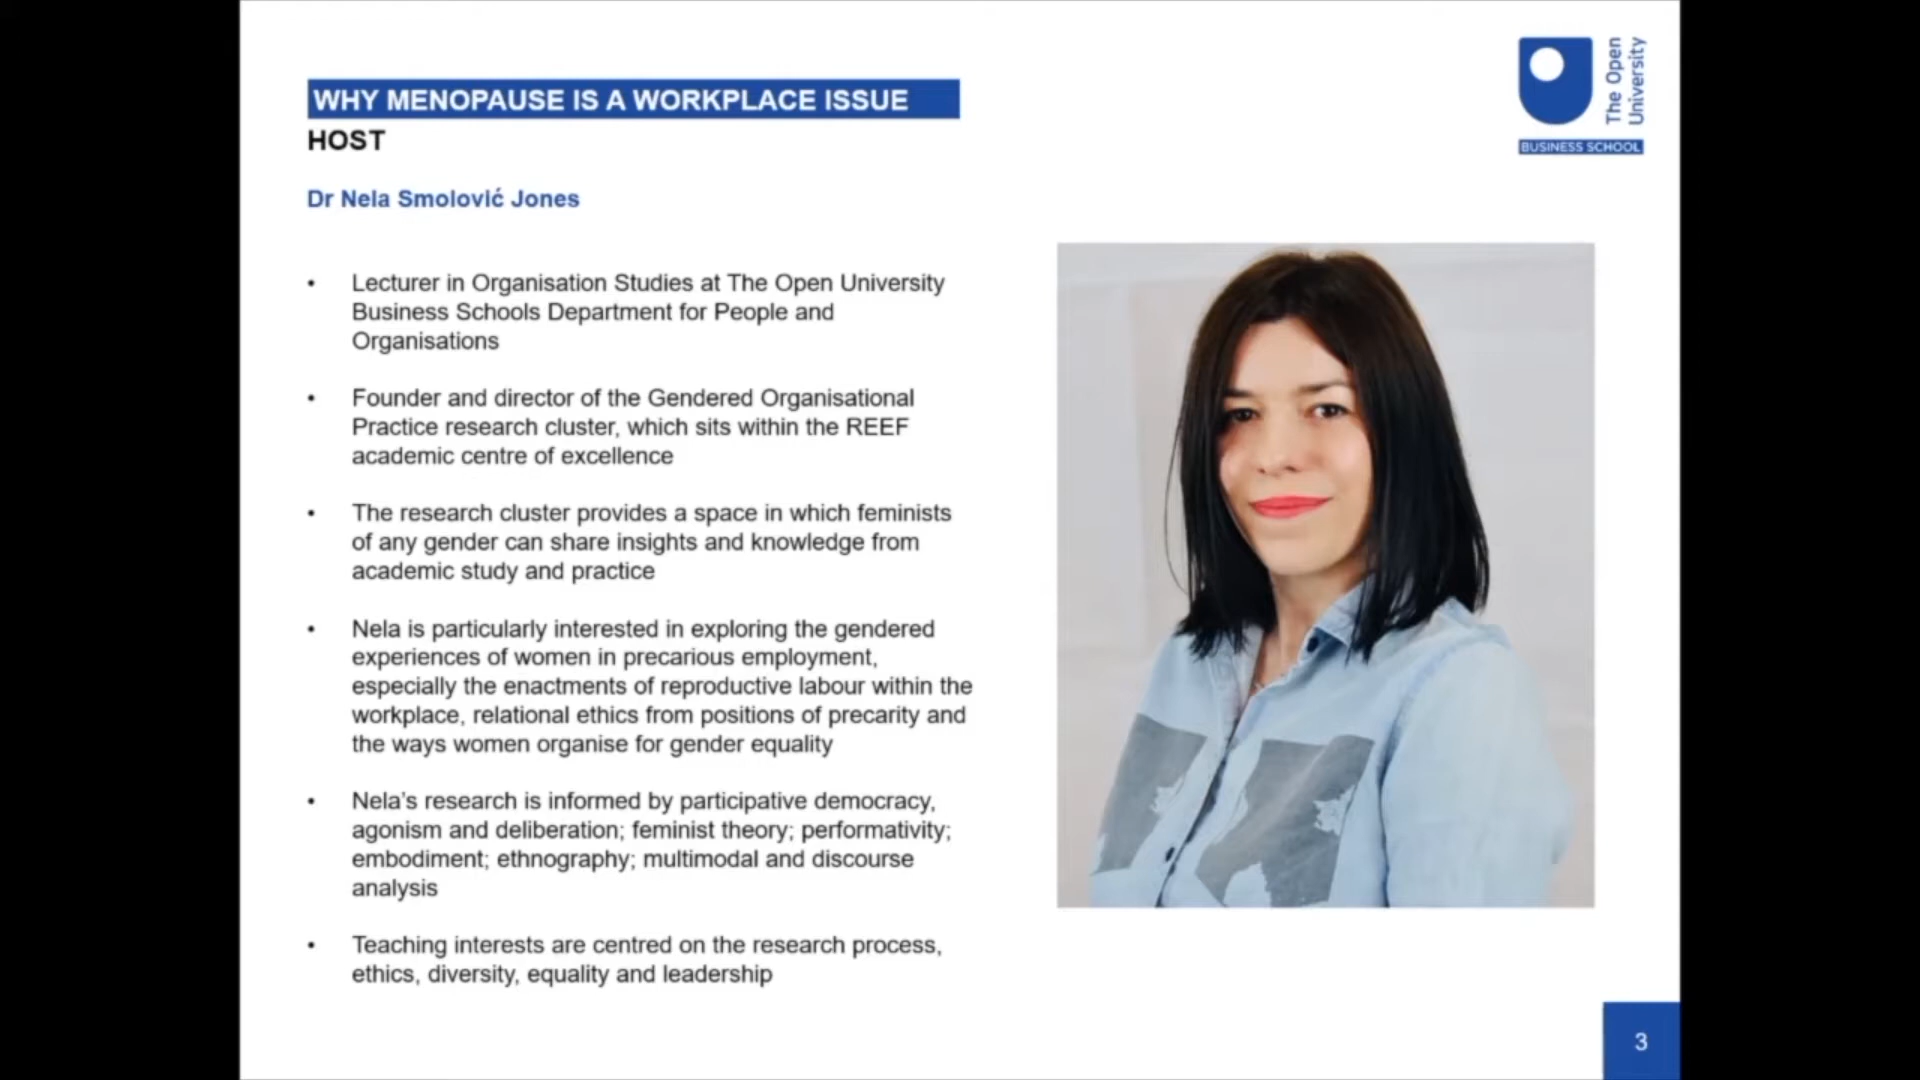 WHY MENOPAUSE IS A WORKPLACE ISSUE
HOST
Dr Nela Smolović Jones
• Lecturer in Organisation Studies at The Open University
Business Schools Department for People and
Organisations
• Founder and director of the Gendered Organisational
Practice research cluster, which sits within the REEF
academic centre of excellence
• The research cluster provides a space in which feminists
of any gender can share insights and knowledge from
academic study and practice
• Nela is particularly interested in exploring the gendered
experiences of women in precarious employment,
especially the enactments of reproductive labour within the
workplace, relational ethics from positions of precarity and
the ways women organise for gender equality
• Nela’s research is informed by participative democracy,
agonism and deliberation; feminist theory; performativity;
embodiment; ethnography; multimodal and discourse
analysis
• Teaching interests are centred on the research process,
ethics, diversity, equality and leadership
The Open
University
BUSINESS SCHOOL
3